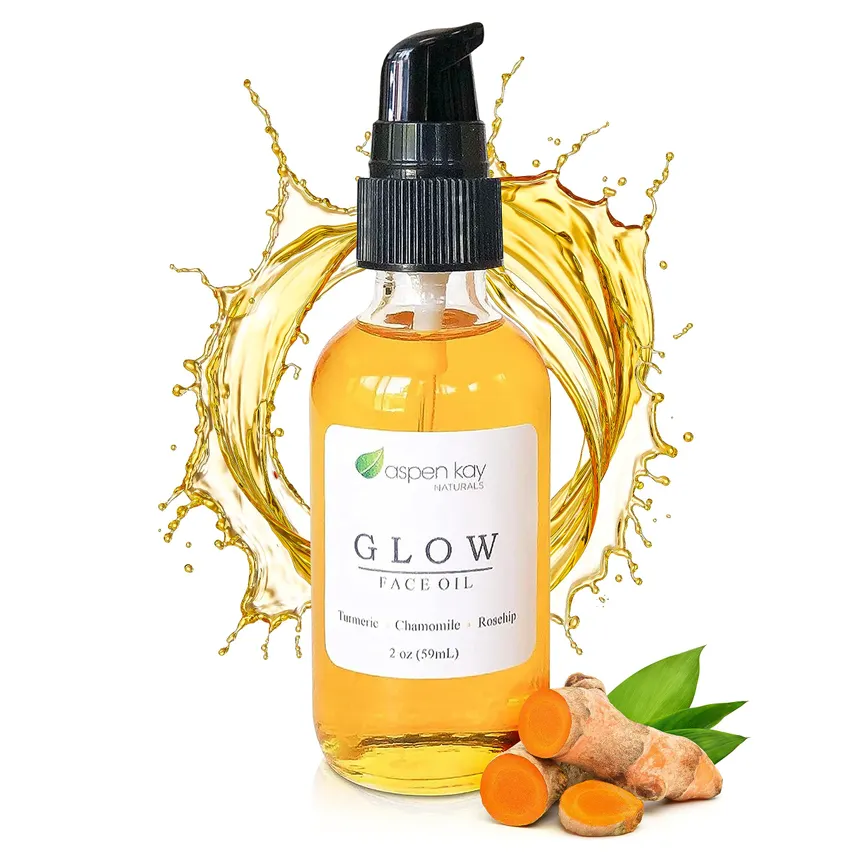 aspen kay
NATURALS
GLOW
FACE OIL
Turmeric • Chamomile • Rosehip
2 oz (59mL)